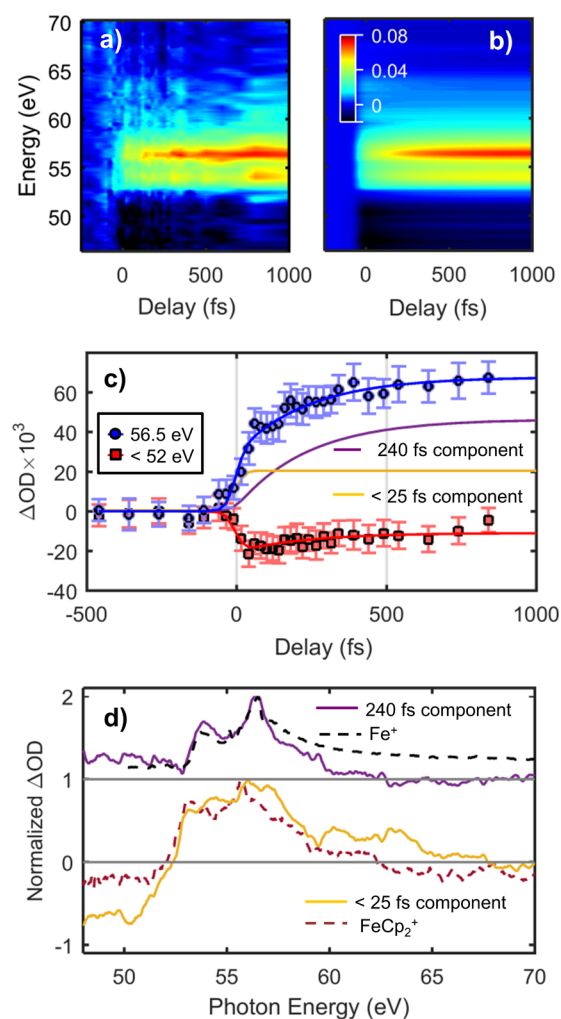 a)
b)
70
65
60
55
50
Energy (eV)
0.08
0.04
0
0 500 1000
0 500 1000
Delay (fs)
Delay (fs)
c)
60
40
20
0
-20
-40
ΔOD×10³
56.5 eV
< 52 eV
240 fs component
< 25 fs component
-500 0 500 1000
Delay (fs)
d)
2
1
0
-1
Normalized ΔOD
240 fs component
Fe⁺
< 25 fs component
FeCp₂⁺
50 55 60 65 70
Photon Energy (eV)